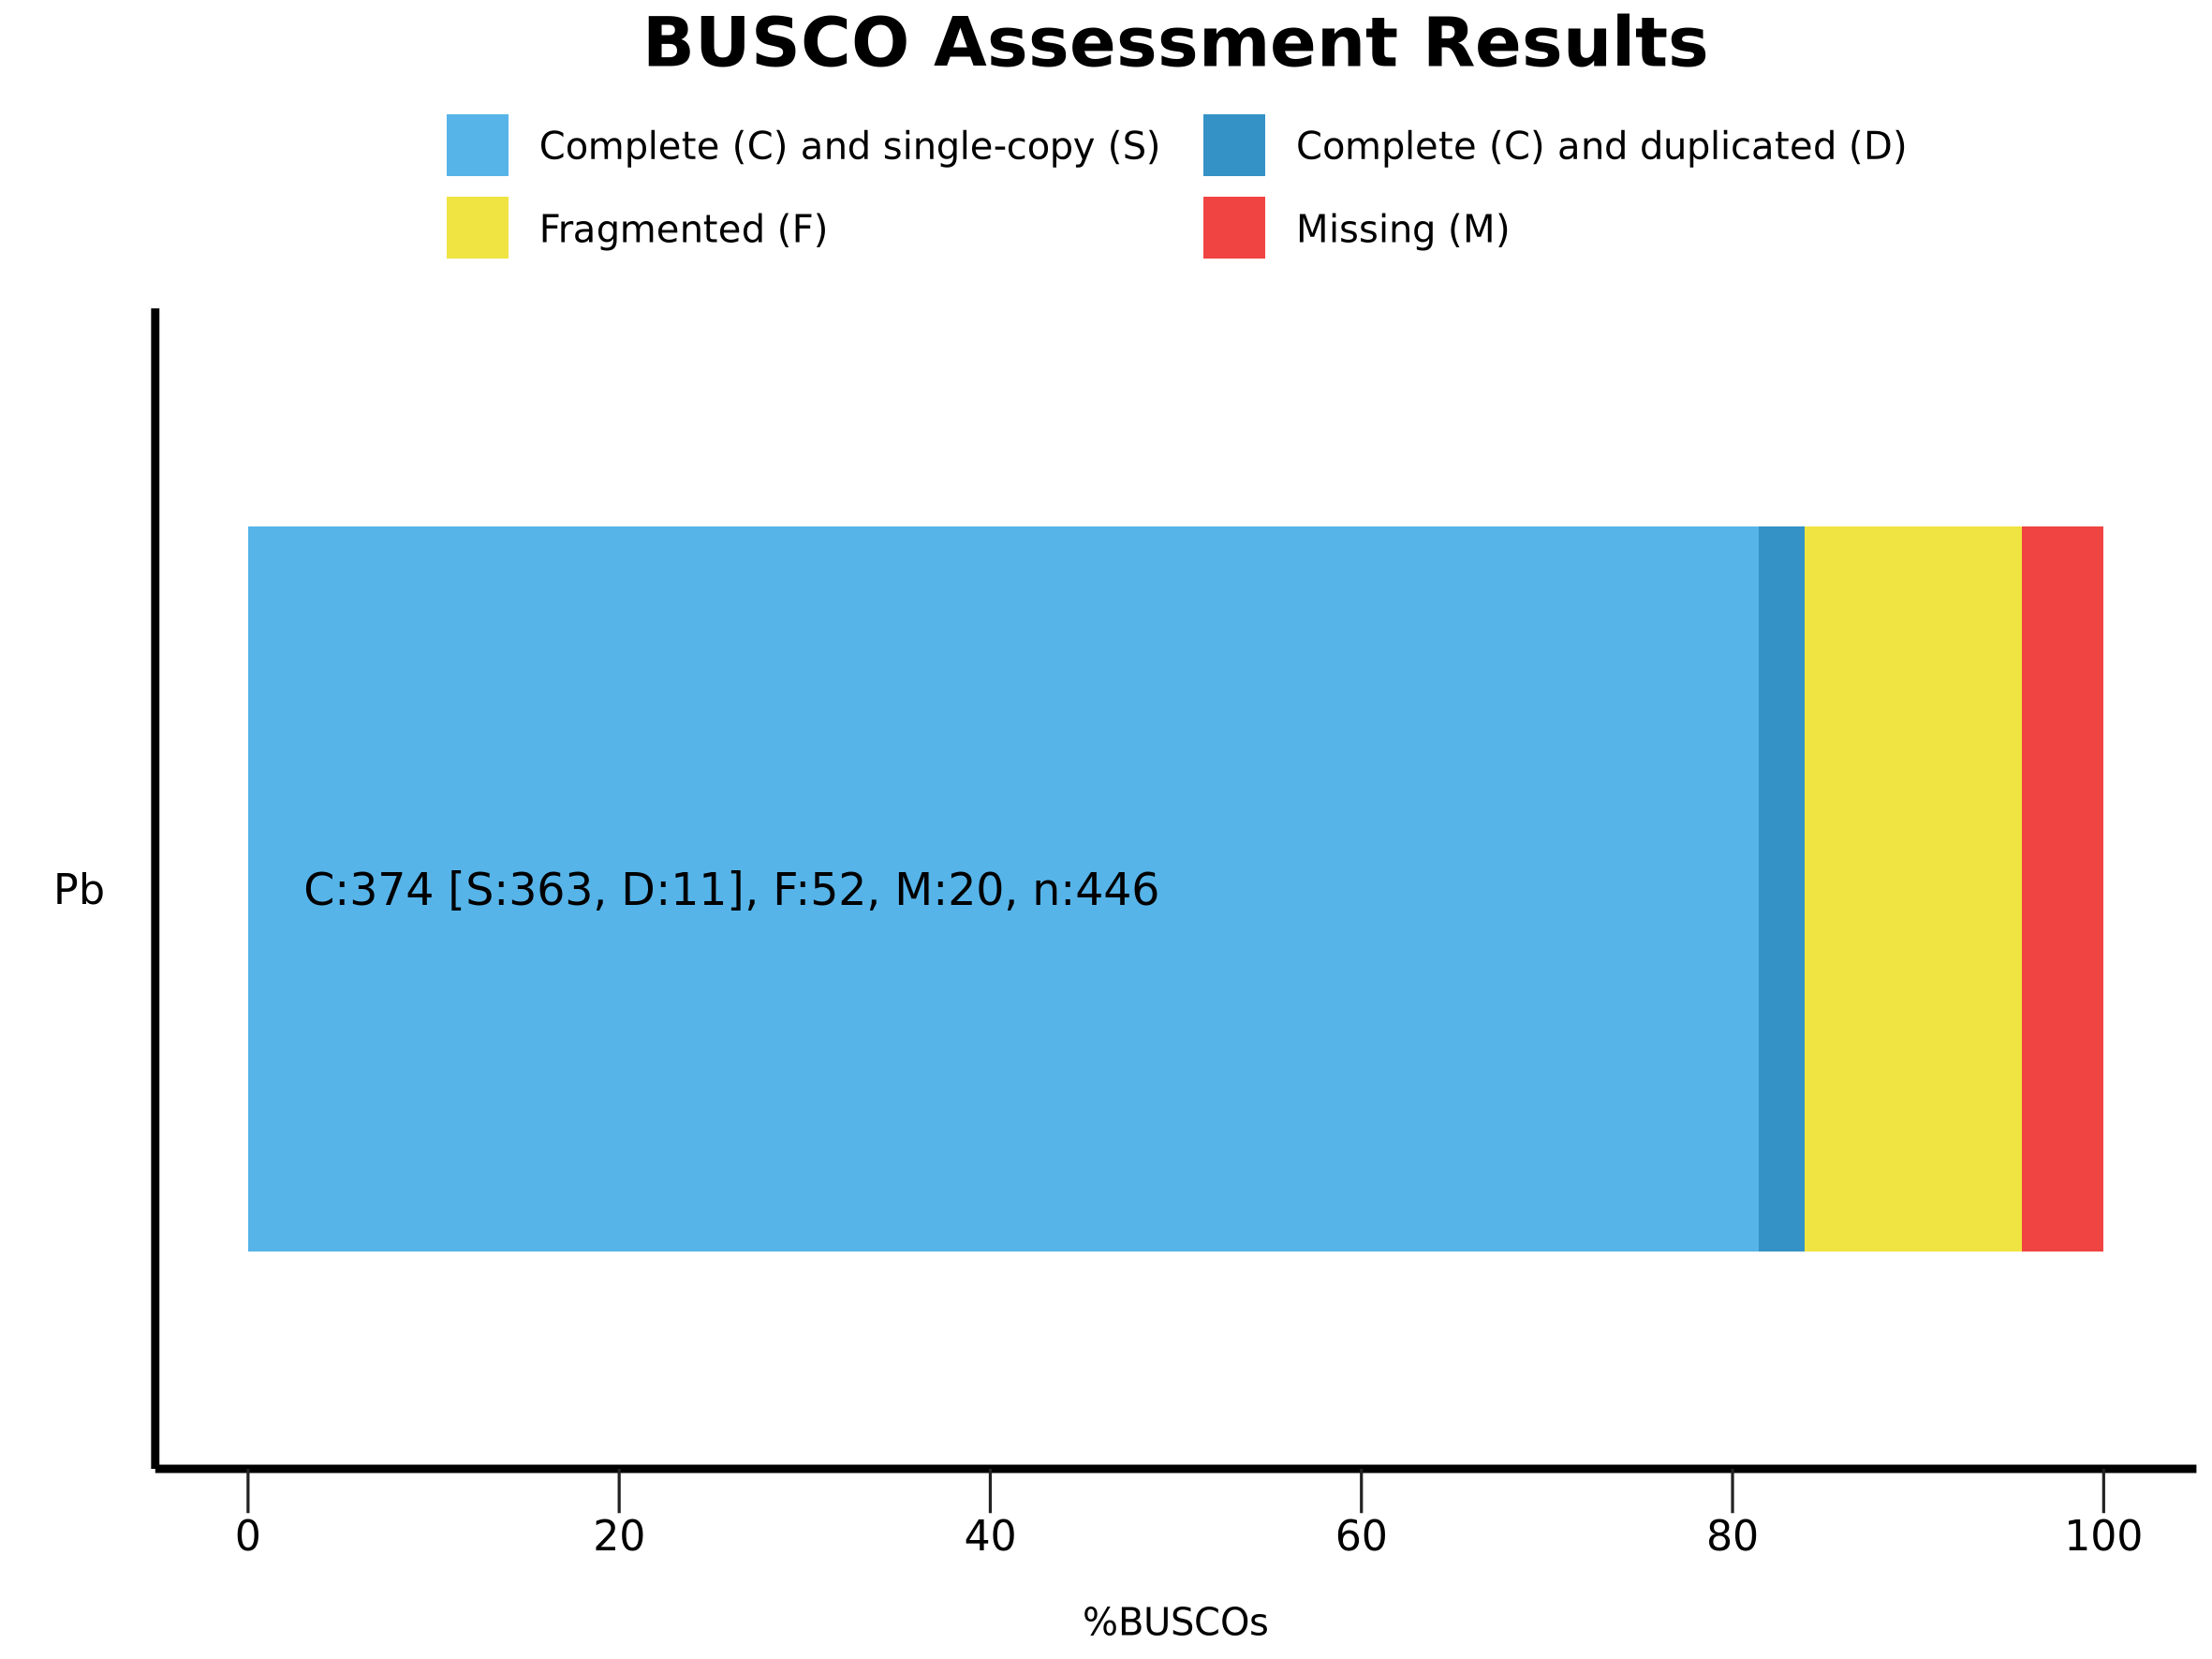 BUSCO Assessment Results
Complete (C) and single-copy (S)
Complete (C) and duplicated (D)
Fragmented (F)
Missing (M)
Pb
C:374 [S:363, D:11], F:52, M:20, n:446
0 20 40 60 80 100
%BUSCOs